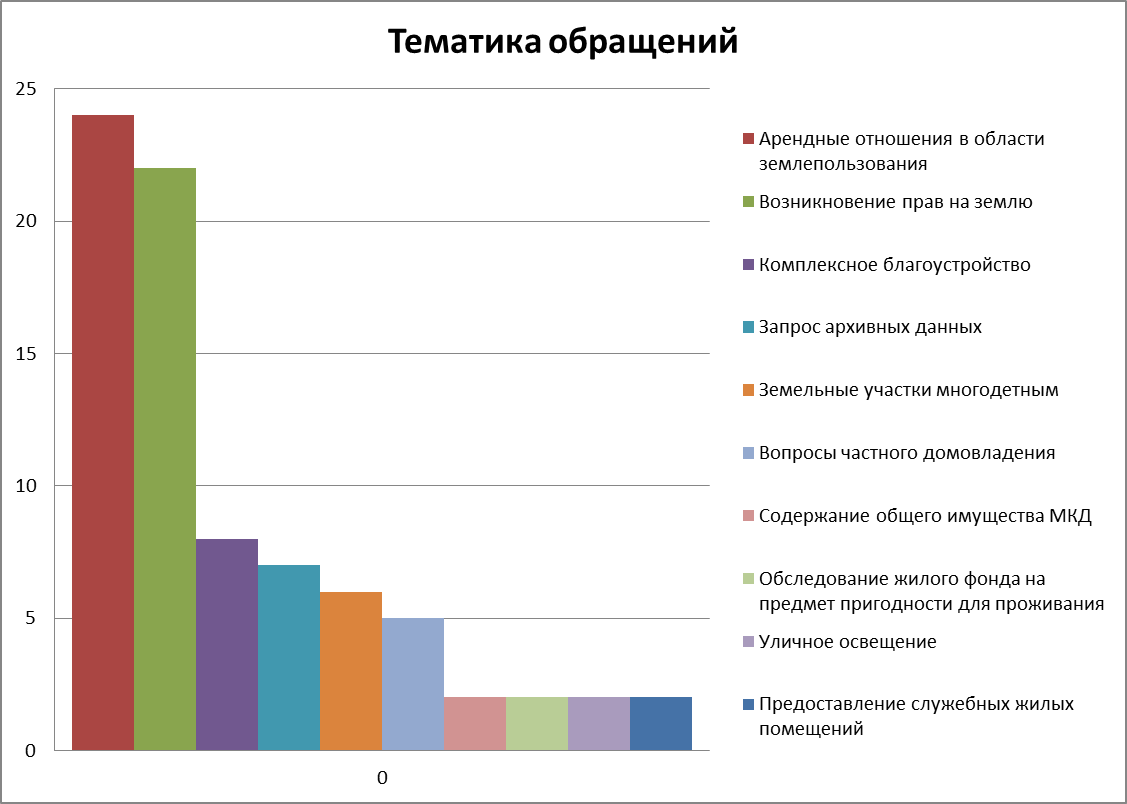 Тематика обращений
25
20
15
10
5
0
0
Арендные отношения в области
землепользования
Возникновение прав на землю
Комплексное благоустройство
Запрос архивных данных
Земельные участки многодетным
Вопросы частного домовладения
Содержание общего имущества МКД
Обследование жилого фонда на
предмет пригодности для проживания
Уличное освещение
Предоставление служебных жилых
помещений